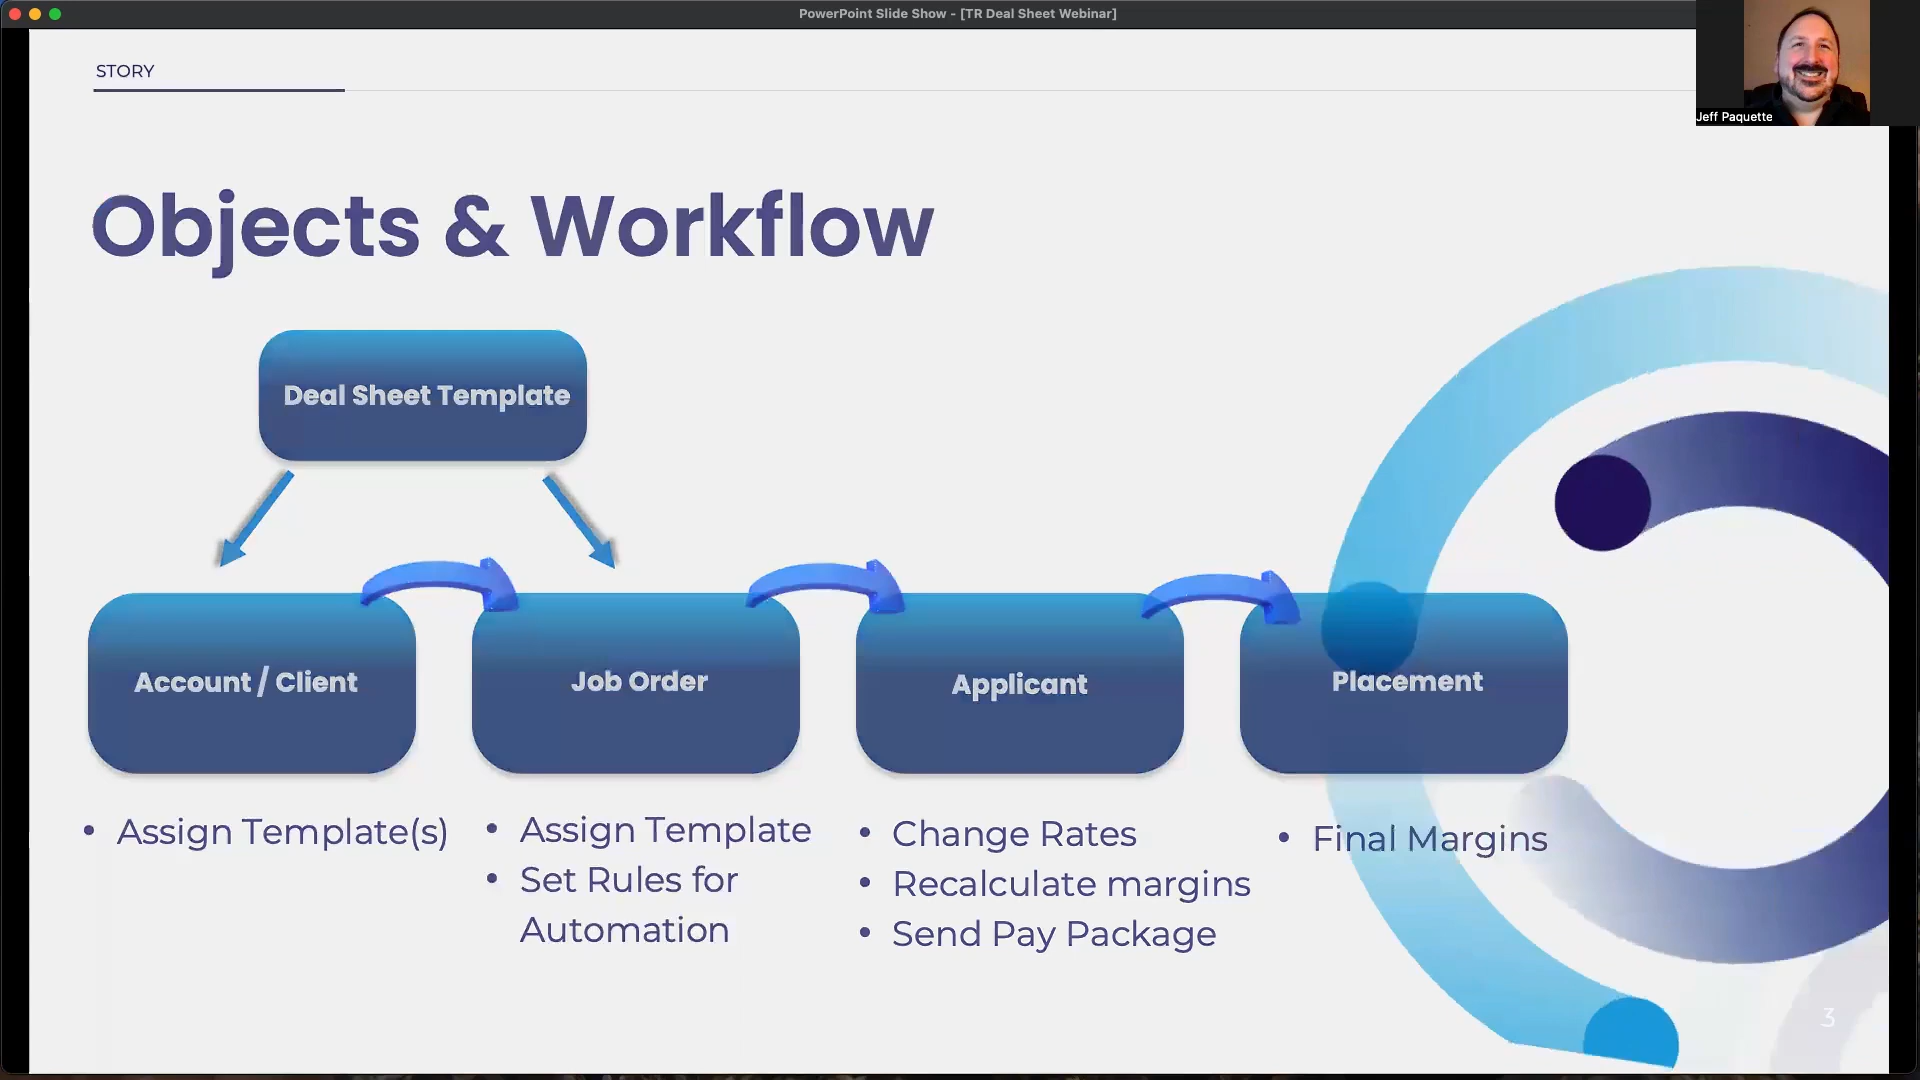 PowerPoint Slide Show - [TR Deal Sheet Webinar]
Jeff Paquette
STORY
Objects & Workflow
Deal Sheet Template
Account / Client
Job Order
Applicant
Placement
• Assign Template(s)
• Assign Template
• Set Rules for
Automation
• Change Rates
• Recalculate margins
• Send Pay Package
• Final Margins
3